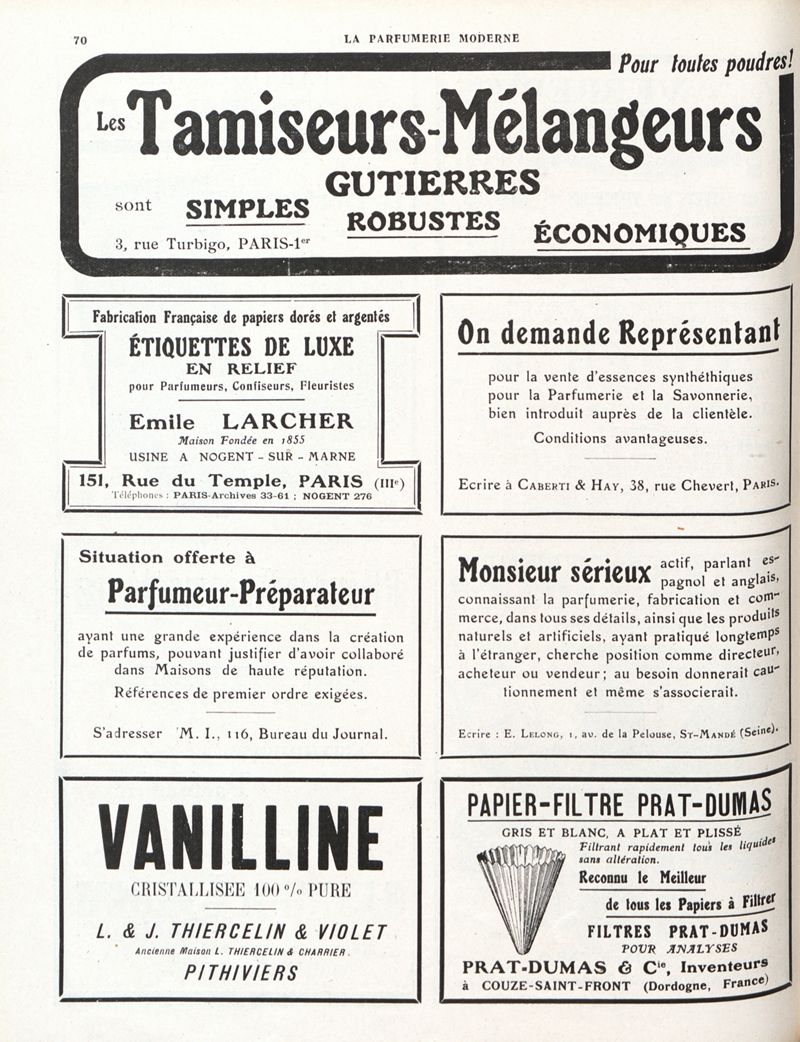 70
LA PARFUMERIE MODERNE
Pour toutes poudres!
Les Tamiseurs-Mélangeurs
GUTIERRES
sont SIMPLES
ROBUSTES
ÉCONOMIQUES
3, rue Turbigo, PARIS-1er
Fabrication Française de papiers dorés et argentés
ÉTIQUETTES DE LUXE
EN RELIEF
pour Parfumeurs, Confiseurs, Fleuristes
Emile LARCHER
Maison Fondée en 1855
USINE A NOGENT-SUR-MARNE
151, Rue du Temple, PARIS (IIIe)
Téléphones : PARIS-Archives 33-61 ; NOGENT 276
On demande Représentant
pour la vente d'essences synthéthiques
pour la Parfumerie et la Savonnerie,
bien introduit auprès de la clientèle.
Conditions avantageuses.
Ecrire à CABERTI & HAY, 38, rue Chevert, PARIS.
Situation offerte à
Parfumeur-Préparateur
ayant une grande expérience dans la création
de parfums, pouvant justifier d'avoir collaboré
dans Maisons de haute réputation.
Références de premier ordre exigées.
S'adresser M. I., 116, Bureau du Journal.
Monsieur sérieux actif, parlant es-
pagnol et anglais,
connaissant la parfumerie, fabrication et com-
merce, dans tous ses détails, ainsi que les produits
naturels et artificiels, ayant pratiqué longtemps
à l'étranger, cherche position comme directeur,
acheteur ou vendeur ; au besoin donnerait cau-
tionnement et même s'associerait.
Ecrire : E. LELONG, 1, av. de la Pelouse, ST-MANDÉ (Seine).
VANILLINE
CRISTALLISEE 100 % PURE
L. & J. THIERCELIN & VIOLET
Ancienne Maison L. THIERCELIN & CHARRIER.
PITHIVIERS
PAPIER-FILTRE PRAT-DUMAS
GRIS ET BLANC, A PLAT ET PLISSÉ
Filtrant rapidement tous les liquides
sans altération.
Reconnu le Meilleur
de tous les Papiers à Filtrer
FILTRES PRAT-DUMAS
POUR ANALYSES
PRAT-DUMAS & Cie, Inventeurs
à COUZE-SAINT-FRONT (Dordogne, France)